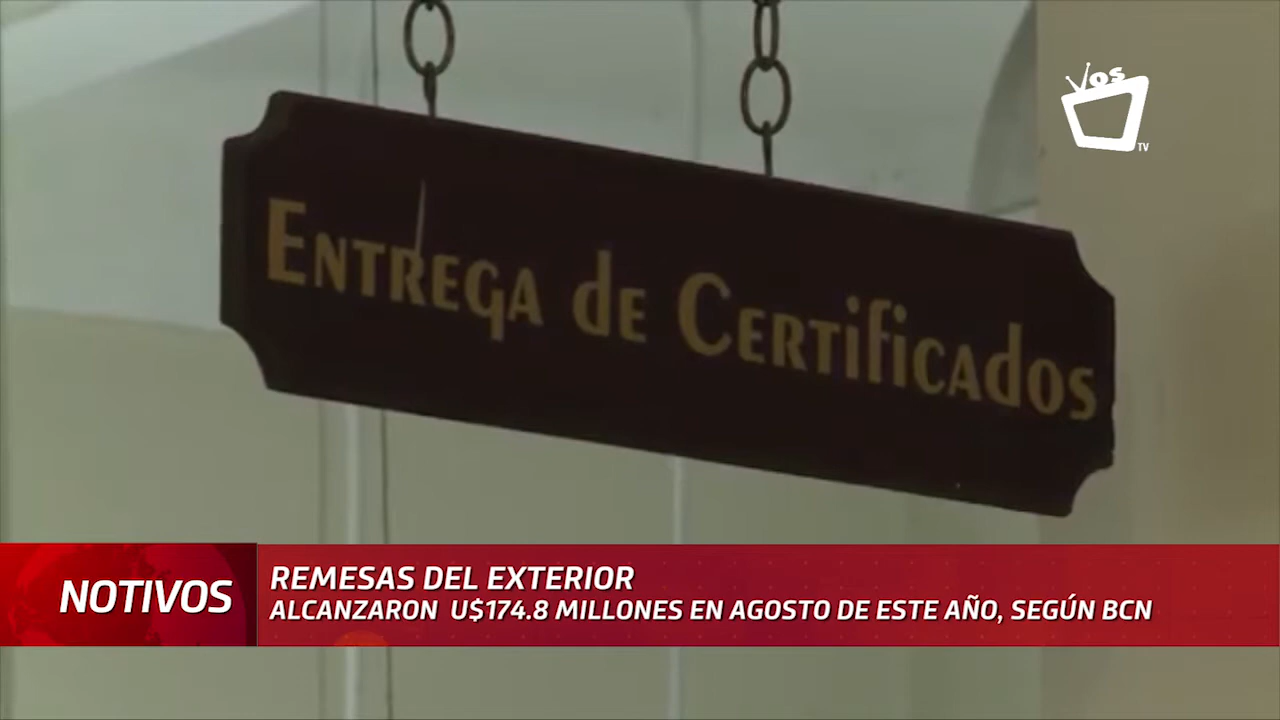 VOS
TV
ENTREGA dE CERTIFICADOS
NOTIVOS
REMESAS DEL EXTERIOR
ALCANZARON U$174.8 MILLONES EN AGOSTO DE ESTE AÑO, SEGÚN BCN